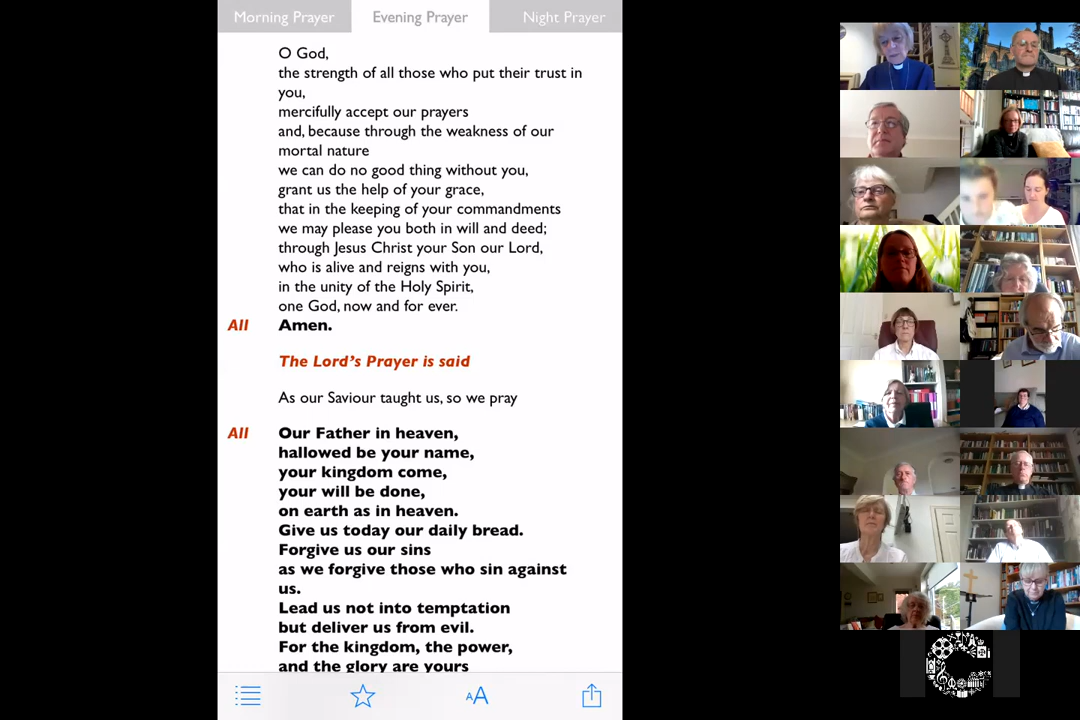 Morning Prayer
Evening Prayer
Night Prayer
O God,
the strength of all those who put their trust in
you,
mercifully accept our prayers
and, because through the weakness of our
mortal nature
we can do no good thing without you,
grant us the help of your grace,
that in the keeping of your commandments
we may please you both in will and deed;
through Jesus Christ your Son our Lord,
who is alive and reigns with you,
in the unity of the Holy Spirit,
one God, now and for ever.
All Amen.
The Lord's Prayer is said
As our Saviour taught us, so we pray
All Our Father in heaven,
hallowed be your name,
your kingdom come,
your will be done,
on earth as in heaven.
Give us today our daily bread.
Forgive us our sins
as we forgive those who sin against
us.
Lead us not into temptation
but deliver us from evil.
For the kingdom, the power,
and the glory are yours
AA